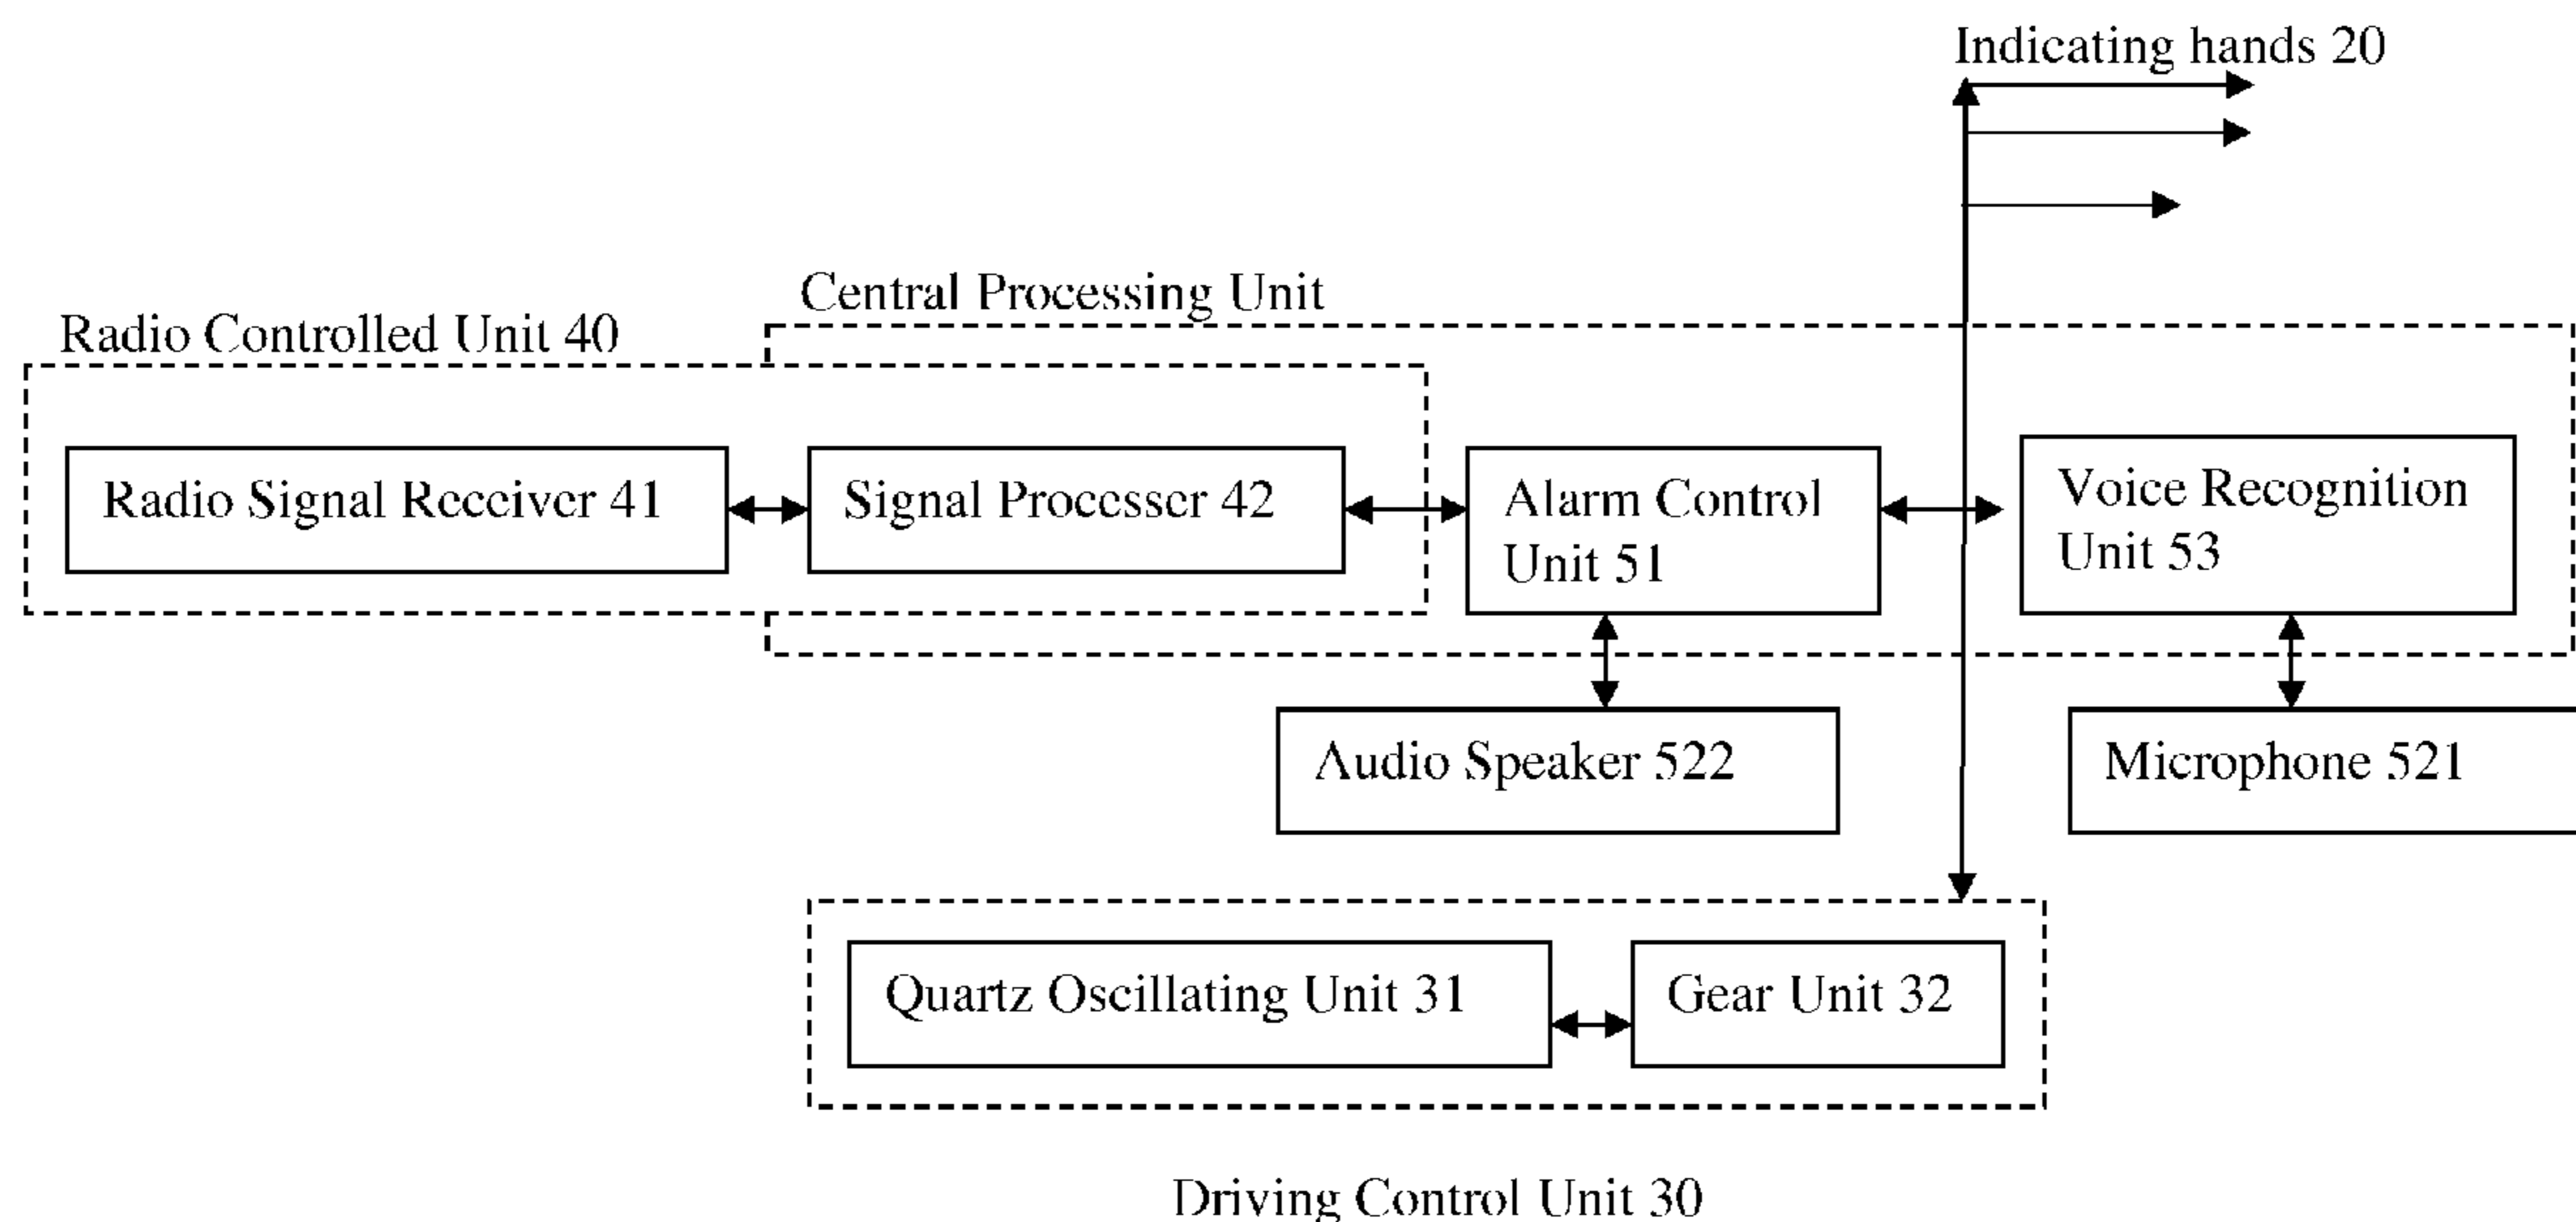 Indicating hands 20
Central Processing Unit
Radio Controlled Unit 40
Radio Signal Receiver 41
Signal Processer 42
Alarm Control
Unit 51
Voice Recognition
Unit 53
Audio Speaker 522
Microphone 521
Quartz Oscillating Unit 31
Gear Unit 32
Driving Control Unit 30